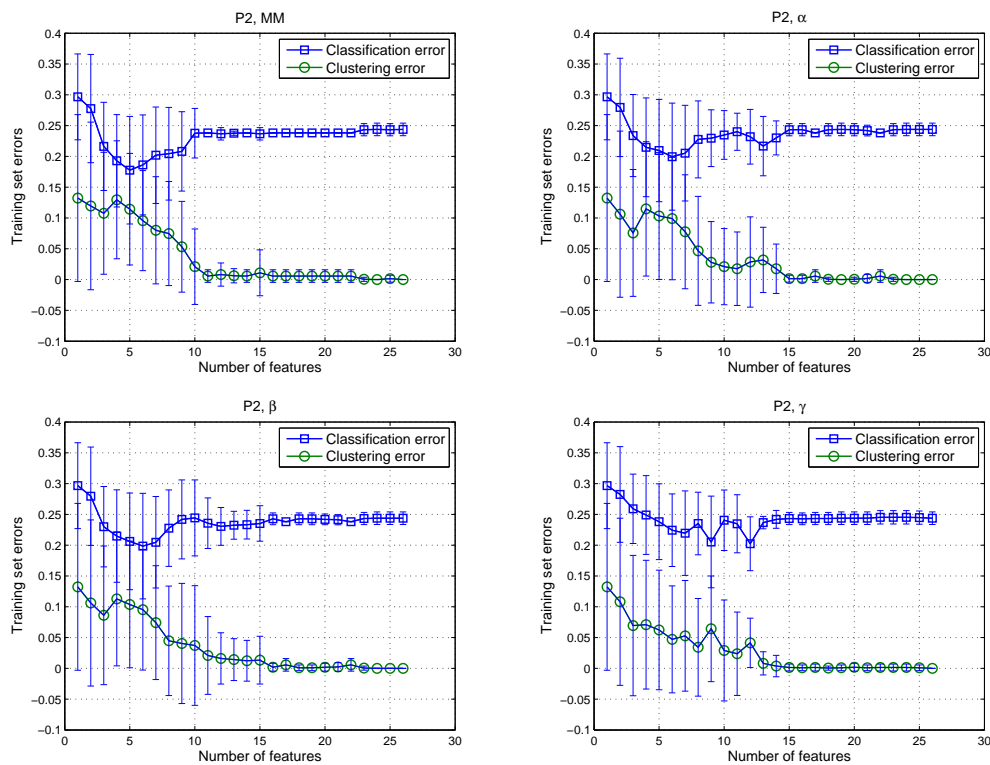 P2, MM
0.4
0.35
0.3
0.25
0.2
0.15
0.1
0.05
0
−0.05
−0.1
Training set errors
Classification error
Clustering error
0 5 10 15 20 25 30
Number of features
P2, α
0.4
0.35
0.3
0.25
0.2
0.15
0.1
0.05
0
−0.05
−0.1
Training set errors
Classification error
Clustering error
0 5 10 15 20 25 30
Number of features
P2, β
0.4
0.35
0.3
0.25
0.2
0.15
0.1
0.05
0
−0.05
−0.1
Training set errors
Classification error
Clustering error
0 5 10 15 20 25 30
Number of features
P2, γ
0.4
0.35
0.3
0.25
0.2
0.15
0.1
0.05
0
−0.05
−0.1
Training set errors
Classification error
Clustering error
0 5 10 15 20 25 30
Number of features